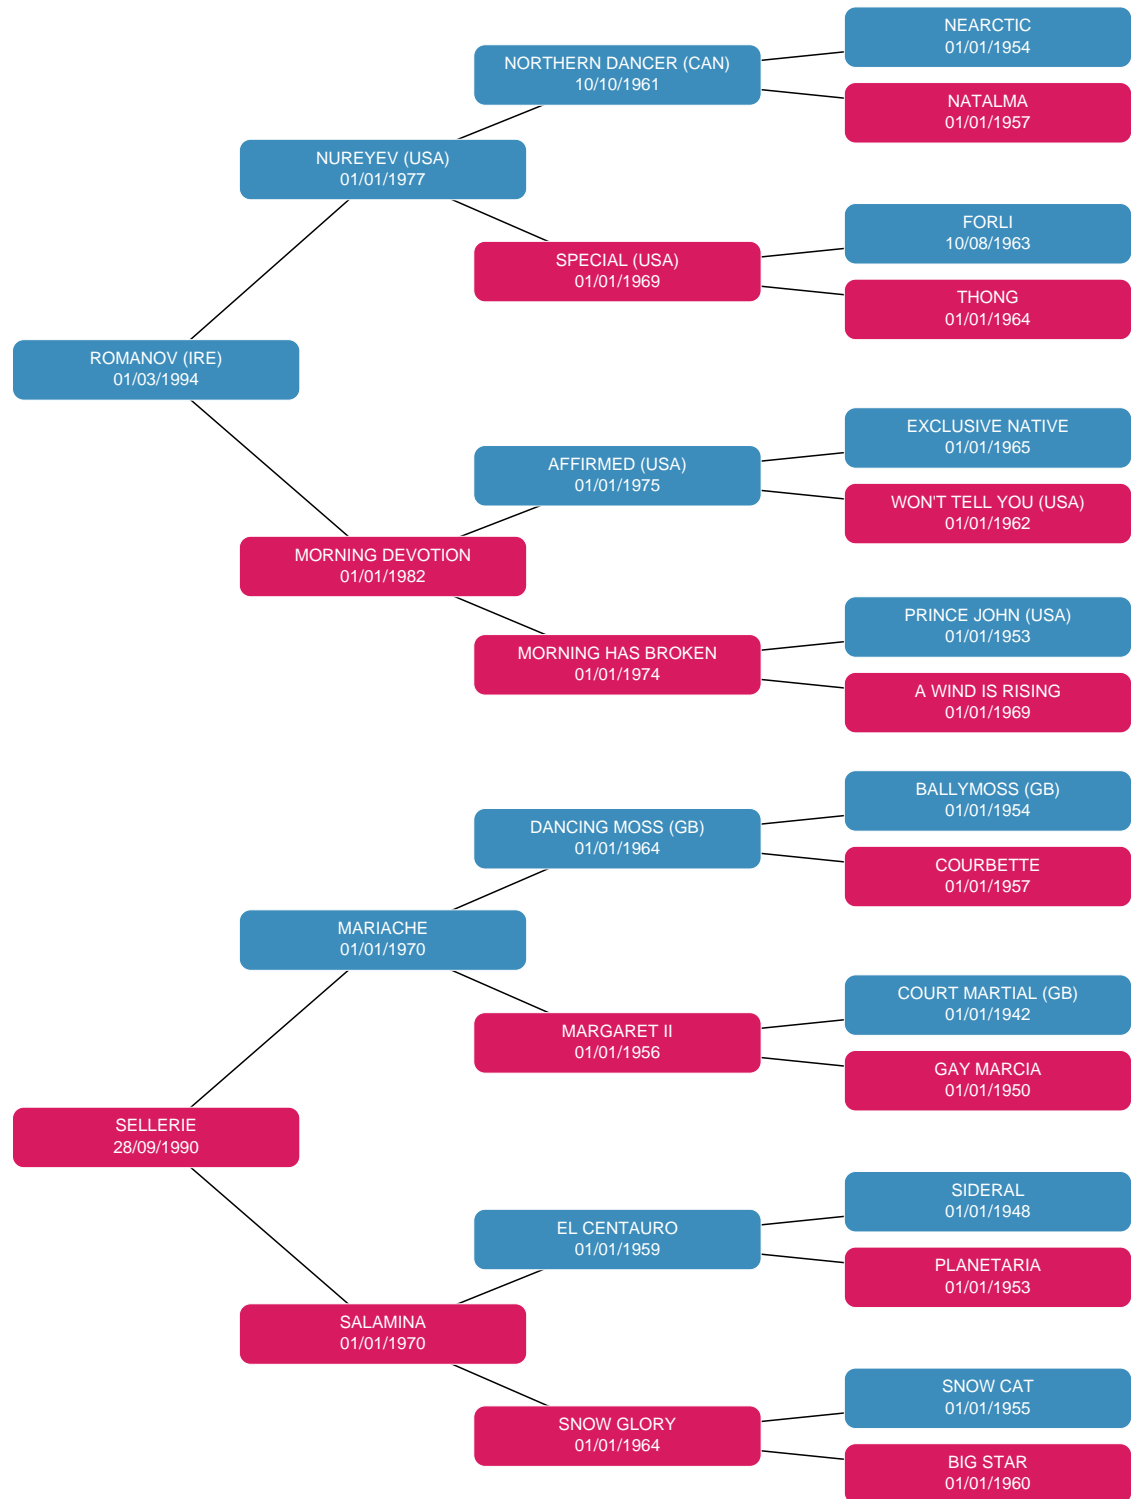 NEARCTIC
01/01/1954
NORTHERN DANCER (CAN)
10/10/1961
NATALMA
01/01/1957
NUREYEV (USA)
01/01/1977
FORLI
10/08/1963
SPECIAL (USA)
01/01/1969
THONG
01/01/1964
ROMANOV (IRE)
01/03/1994
EXCLUSIVE NATIVE
01/01/1965
AFFIRMED (USA)
01/01/1975
WON'T TELL YOU (USA)
01/01/1962
MORNING DEVOTION
01/01/1982
PRINCE JOHN (USA)
01/01/1953
MORNING HAS BROKEN
01/01/1974
A WIND IS RISING
01/01/1969
BALLYMOSS (GB)
01/01/1954
DANCING MOSS (GB)
01/01/1964
COURBETTE
01/01/1957
MARIACHE
01/01/1970
COURT MARTIAL (GB)
01/01/1942
MARGARET II
01/01/1956
GAY MARCIA
01/01/1950
SELLERIE
28/09/1990
SIDERAL
01/01/1948
EL CENTAURO
01/01/1959
PLANETARIA
01/01/1953
SALAMINA
01/01/1970
SNOW CAT
01/01/1955
SNOW GLORY
01/01/1964
BIG STAR
01/01/1960